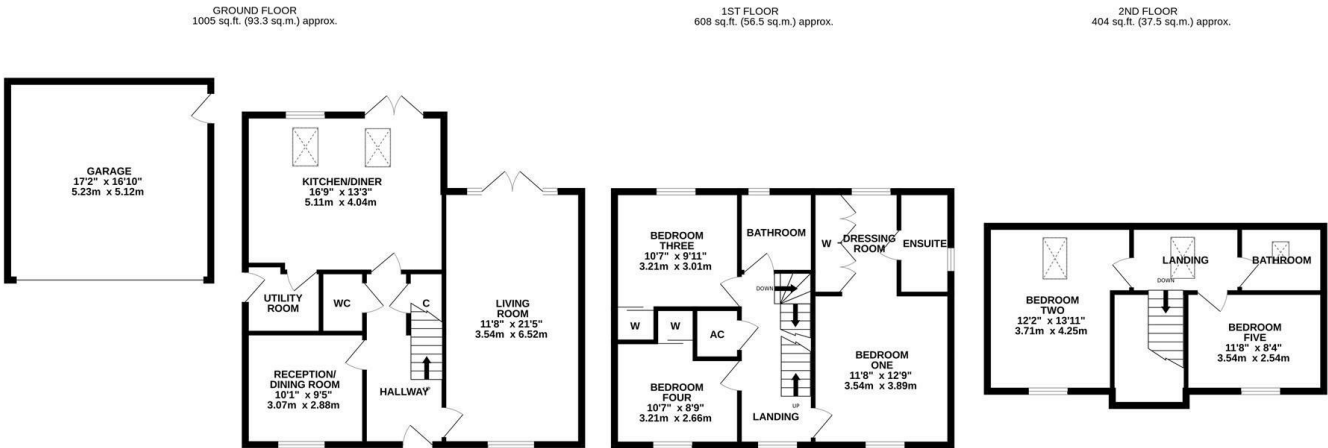 GROUND FLOOR
1005 sq.ft. (93.3 sq.m.) approx.
1ST FLOOR
608 sq.ft. (56.5 sq.m.) approx.
2ND FLOOR
404 sq.ft. (37.5 sq.m.) approx.
GARAGE
17'2" x 16'10"
5.23m x 5.12m
KITCHEN/DINER
16'9" x 13'3"
5.11m x 4.04m
UTILITY
ROOM
WC
C
LIVING
ROOM
11'8" x 21'5"
3.54m x 6.52m
RECEPTION/
DINING ROOM
10'1" x 9'5"
3.07m x 2.88m
HALLWAY
UP
BEDROOM
THREE
10'7" x 9'11"
3.21m x 3.01m
BATHROOM
W
DRESSING
ROOM
ENSUITE
DOWN
W
W
AC
BEDROOM
FOUR
10'7" x 8'9"
3.21m x 2.66m
BEDROOM
ONE
11'8" x 12'9"
3.54m x 3.89m
UP
LANDING
LANDING
BATHROOM
DOWN
BEDROOM
TWO
12'2" x 13'11"
3.71m x 4.25m
BEDROOM
FIVE
11'8" x 8'4"
3.54m x 2.54m